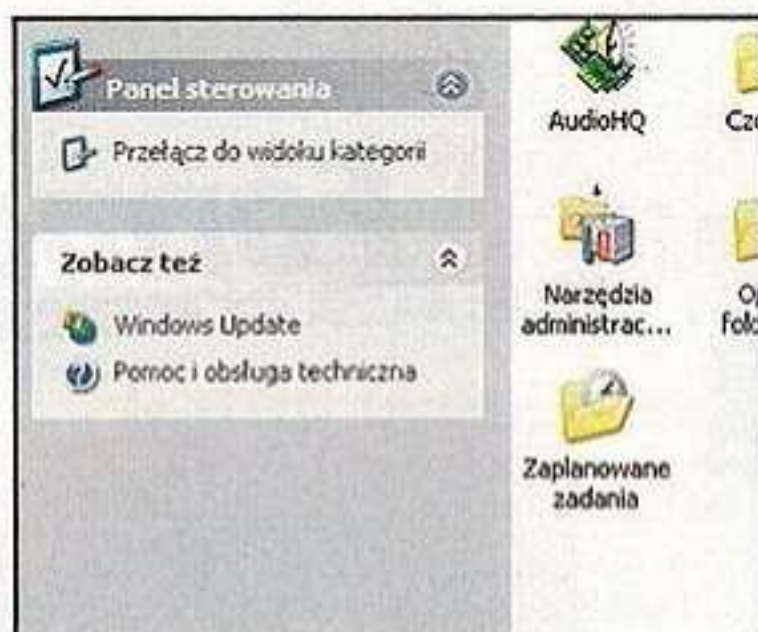 Panel sterowania
Przełącz do widoku kategorii
Zobacz też
Windows Update
Pomoc i obsługa techniczna
AudioHQ
Narzędzia
administrac...
Zaplanowane
zadania